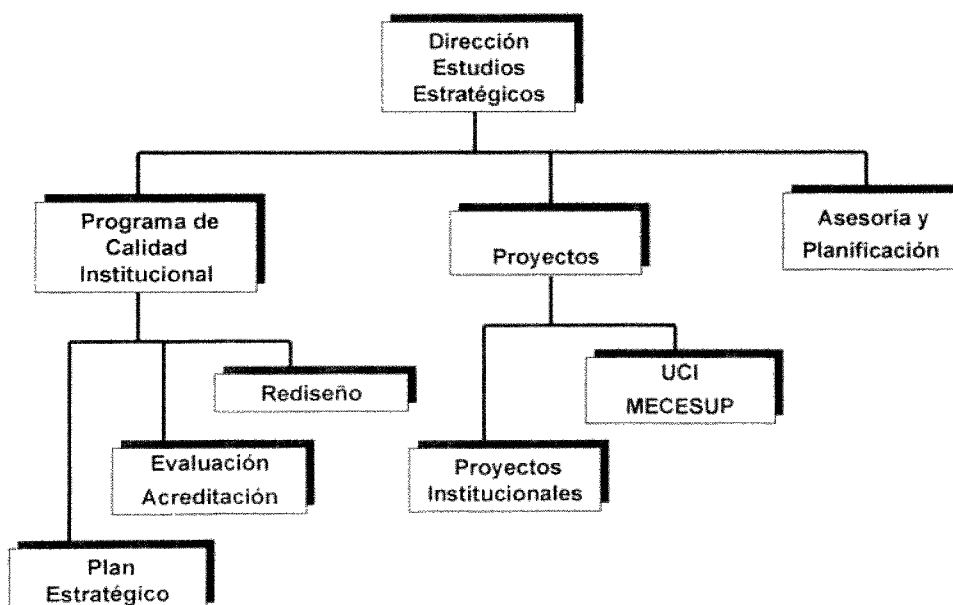 Dirección
Estudios
Estratégicos
Programa de
Calidad
Institucional
Proyectos
Asesoría y
Planificación
Rediseño
UCI
MECESUP
Evaluación
Acreditación
Proyectos
Institucionales
Plan
Estratégico